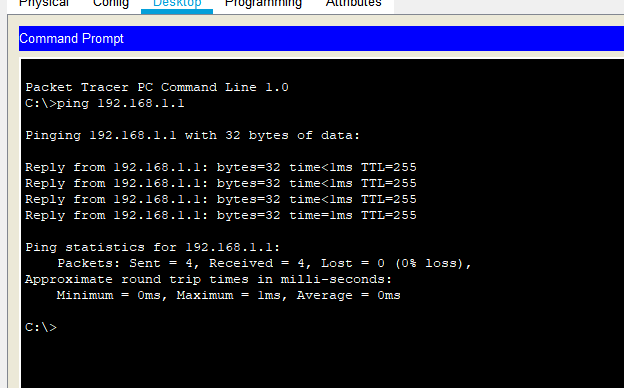 Physical Config Desktop Programming Attributes
Command Prompt
Packet Tracer PC Command Line 1.0
C:\>ping 192.168.1.1
Pinging 192.168.1.1 with 32 bytes of data:
Reply from 192.168.1.1: bytes=32 time<1ms TTL=255
Reply from 192.168.1.1: bytes=32 time<1ms TTL=255
Reply from 192.168.1.1: bytes=32 time<1ms TTL=255
Reply from 192.168.1.1: bytes=32 time=1ms TTL=255
Ping statistics for 192.168.1.1:
Packets: Sent = 4, Received = 4, Lost = 0 (0% loss),
Approximate round trip times in milli-seconds:
Minimum = 0ms, Maximum = 1ms, Average = 0ms
C:\>